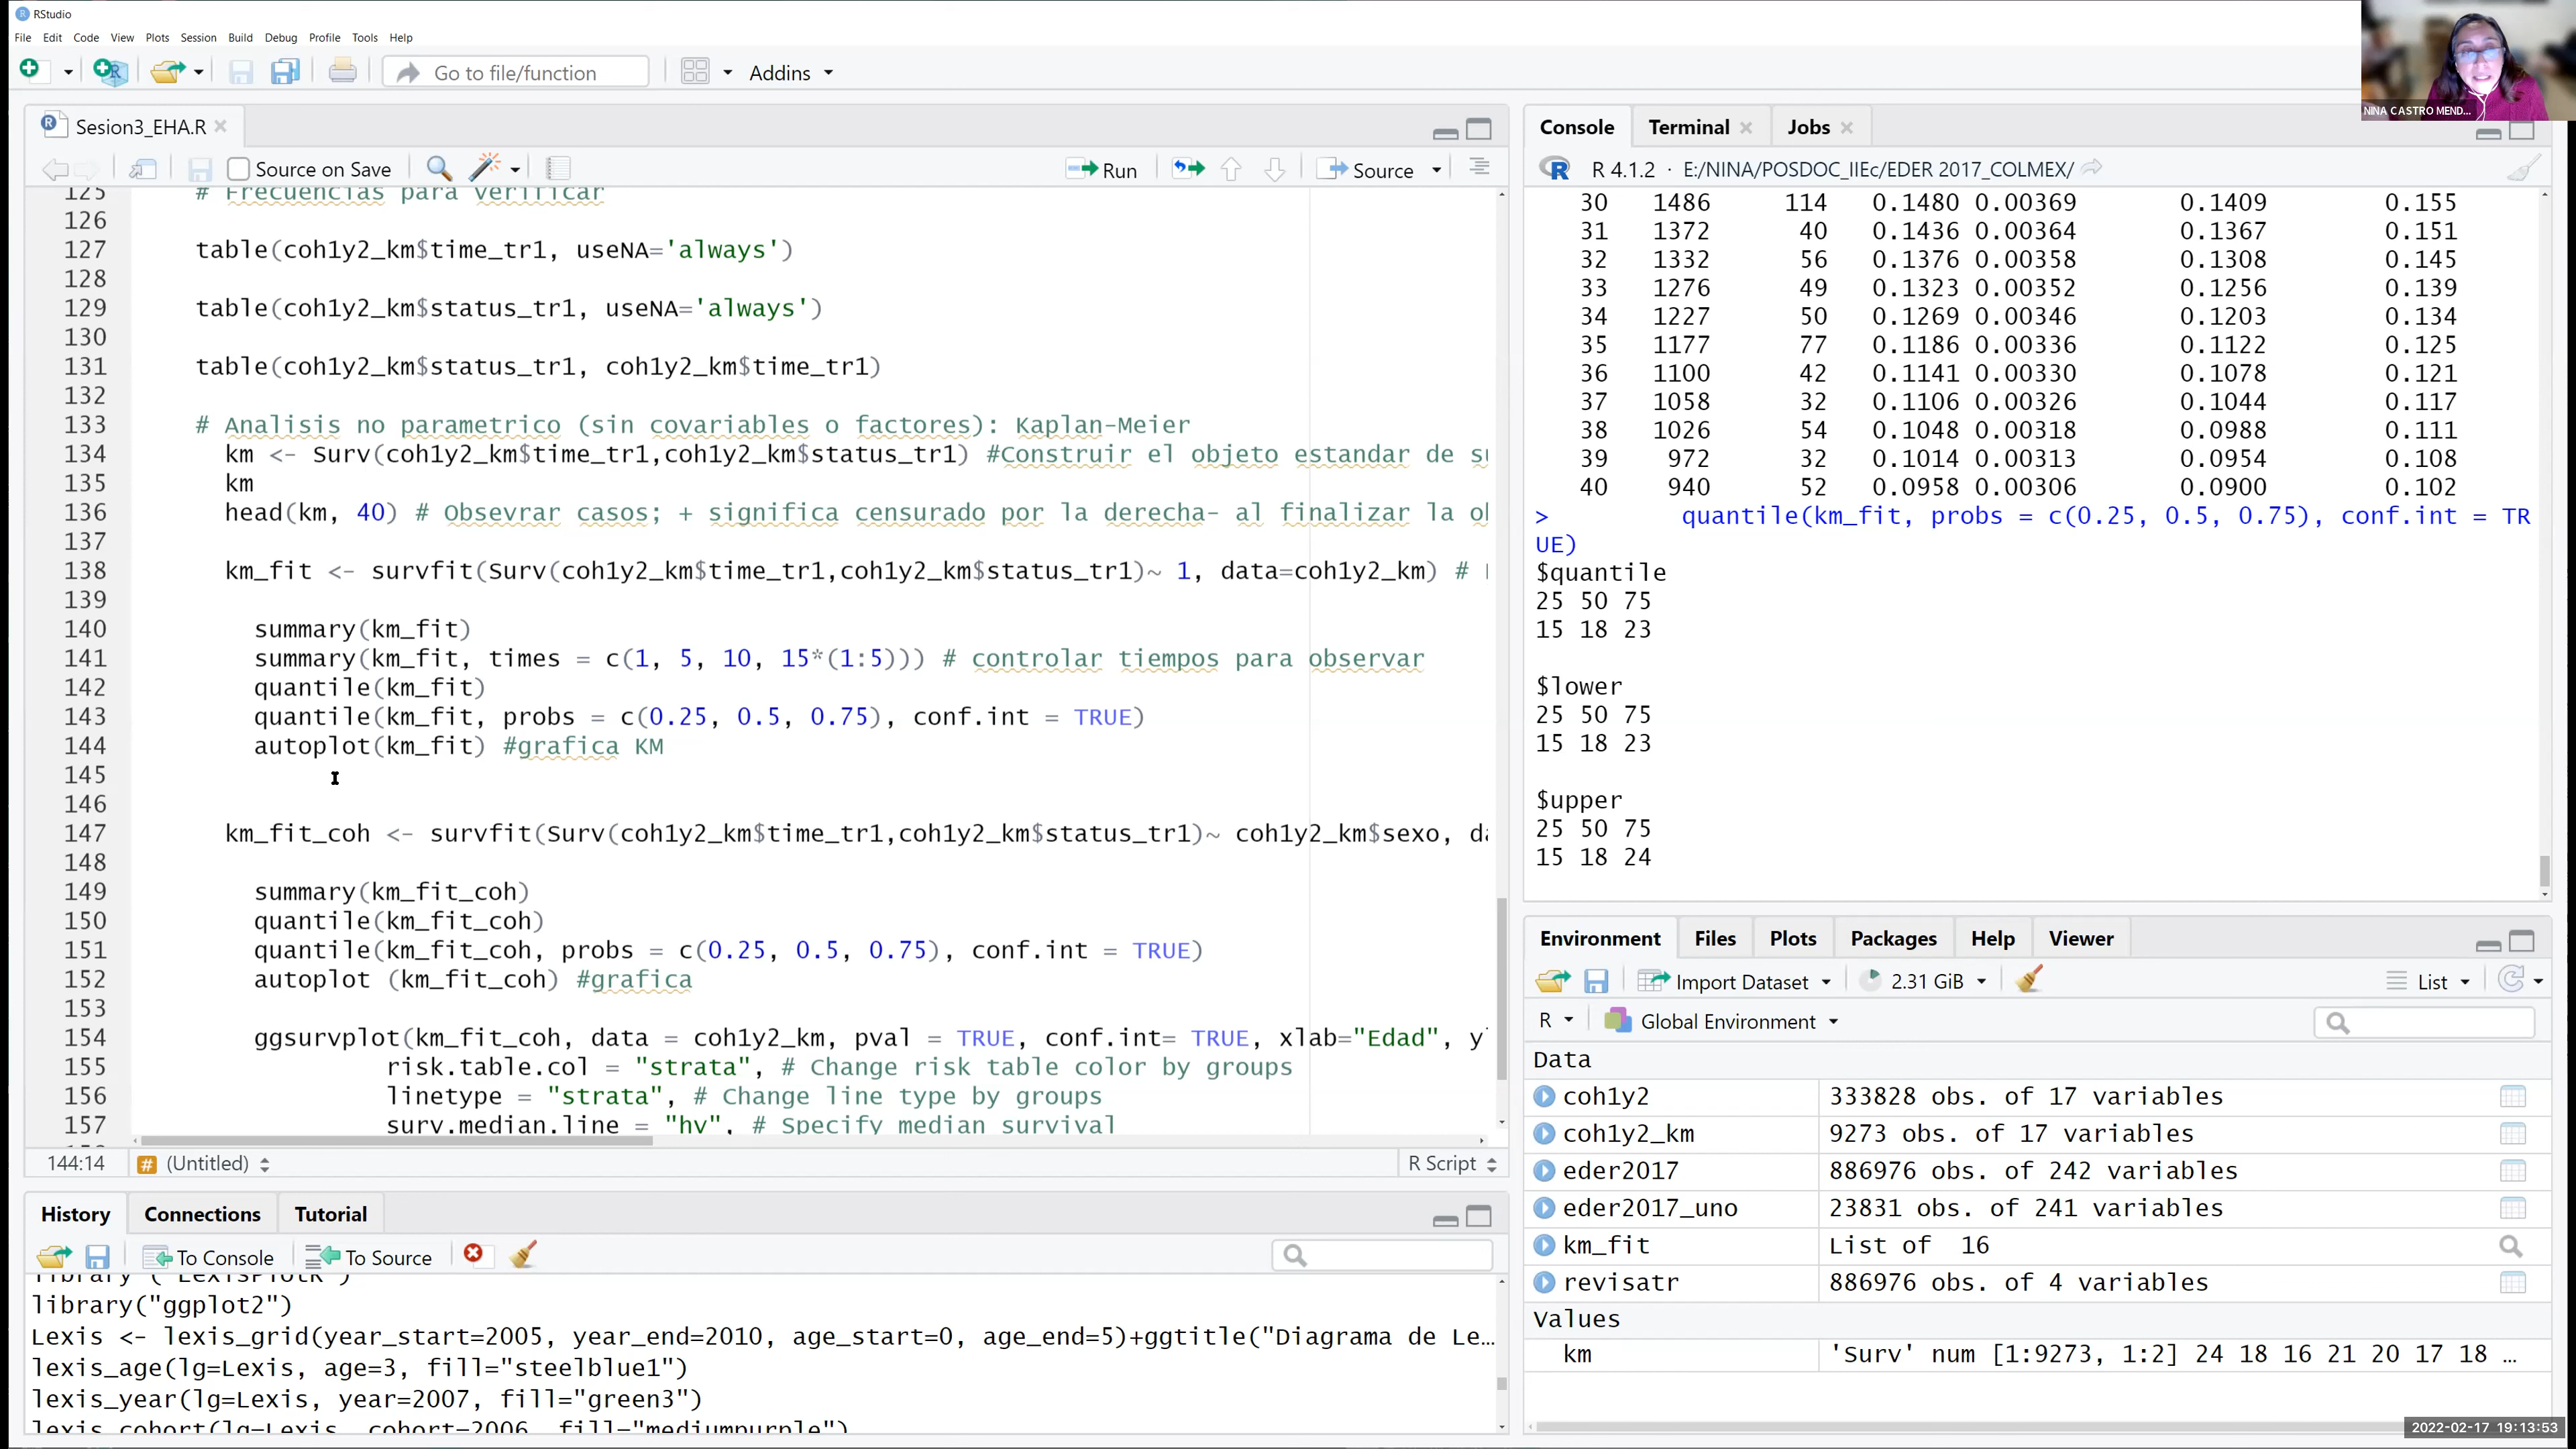 RStudio
File Edit Code View Plots Session Build Debug Profile Tools Help
Go to file/function Addins
NINA CASTRO MEND...
Sesion3_EHA.R
Source on Save Run Source
125 # Frecuencias para verificar
126
127 table(coh1y2_km$time_tr1, useNA='always')
128
129 table(coh1y2_km$status_tr1, useNA='always')
130
131 table(coh1y2_km$status_tr1, coh1y2_km$time_tr1)
132
133 # Analisis no parametrico (sin covariables o factores): Kaplan-Meier
134 km <- Surv(coh1y2_km$time_tr1,coh1y2_km$status_tr1) #Construir el objeto estandar de su
135 km
136 head(km, 40) # Obsevrar casos; + significa censurado por la derecha- al finalizar la ob
137
138 km_fit <- survfit(Surv(coh1y2_km$time_tr1,coh1y2_km$status_tr1)~ 1, data=coh1y2_km) #
139
140 summary(km_fit)
141 summary(km_fit, times = c(1, 5, 10, 15*(1:5))) # controlar tiempos para observar
142 quantile(km_fit)
143 quantile(km_fit, probs = c(0.25, 0.5, 0.75), conf.int = TRUE)
144 autoplot(km_fit) #grafica KM
145
146
147 km_fit_coh <- survfit(Surv(coh1y2_km$time_tr1,coh1y2_km$status_tr1)~ coh1y2_km$sexo, da
148
149 summary(km_fit_coh)
150 quantile(km_fit_coh)
151 quantile(km_fit_coh, probs = c(0.25, 0.5, 0.75), conf.int = TRUE)
152 autoplot (km_fit_coh) #grafica
153
154 ggsurvplot(km_fit_coh, data = coh1y2_km, pval = TRUE, conf.int= TRUE, xlab="Edad", yl
155 risk.table.col = "strata", # Change risk table color by groups
156 linetype = "strata", # Change line type by groups
157 surv.median.line = "hv", # Specify median survival
144:14 (Untitled) R Script
History Connections Tutorial
To Console To Source
library ("LexisPlotR")
library("ggplot2")
Lexis <- lexis_grid(year_start=2005, year_end=2010, age_start=0, age_end=5)+ggtitle("Diagrama de Le...
lexis_age(lg=Lexis, age=3, fill="steelblue1")
lexis_year(lg=Lexis, year=2007, fill="green3")
lexis_cohort(lg=Lexis, cohort=2006, fill="mediumpurple")
Console Terminal Jobs
R 4.1.2 · E:/NINA/POSDOC_IIEc/EDER 2017_COLMEX/
30 1486 114 0.1480 0.00369 0.1409 0.155
31 1372 40 0.1436 0.00364 0.1367 0.151
32 1332 56 0.1376 0.00358 0.1308 0.145
33 1276 49 0.1323 0.00352 0.1256 0.139
34 1227 50 0.1269 0.00346 0.1203 0.134
35 1177 77 0.1186 0.00336 0.1122 0.125
36 1100 42 0.1141 0.00330 0.1078 0.121
37 1058 32 0.1106 0.00326 0.1044 0.117
38 1026 54 0.1048 0.00318 0.0988 0.111
39 972 32 0.1014 0.00313 0.0954 0.108
40 940 52 0.0958 0.00306 0.0900 0.102
> quantile(km_fit, probs = c(0.25, 0.5, 0.75), conf.int = TR
UE)
$quantile
25 50 75
15 18 23
$lower
25 50 75
15 18 23
$upper
25 50 75
15 18 24
Environment Files Plots Packages Help Viewer
Import Dataset 2.31 GiB List
R Global Environment
Data
coh1y2 333828 obs. of 17 variables
coh1y2_km 9273 obs. of 17 variables
eder2017 886976 obs. of 242 variables
eder2017_uno 23831 obs. of 241 variables
km_fit List of 16
revisatr 886976 obs. of 4 variables
Values
km 'Surv' num [1:9273, 1:2] 24 18 16 21 20 17 18 ...
2022-02-17 19:13:53